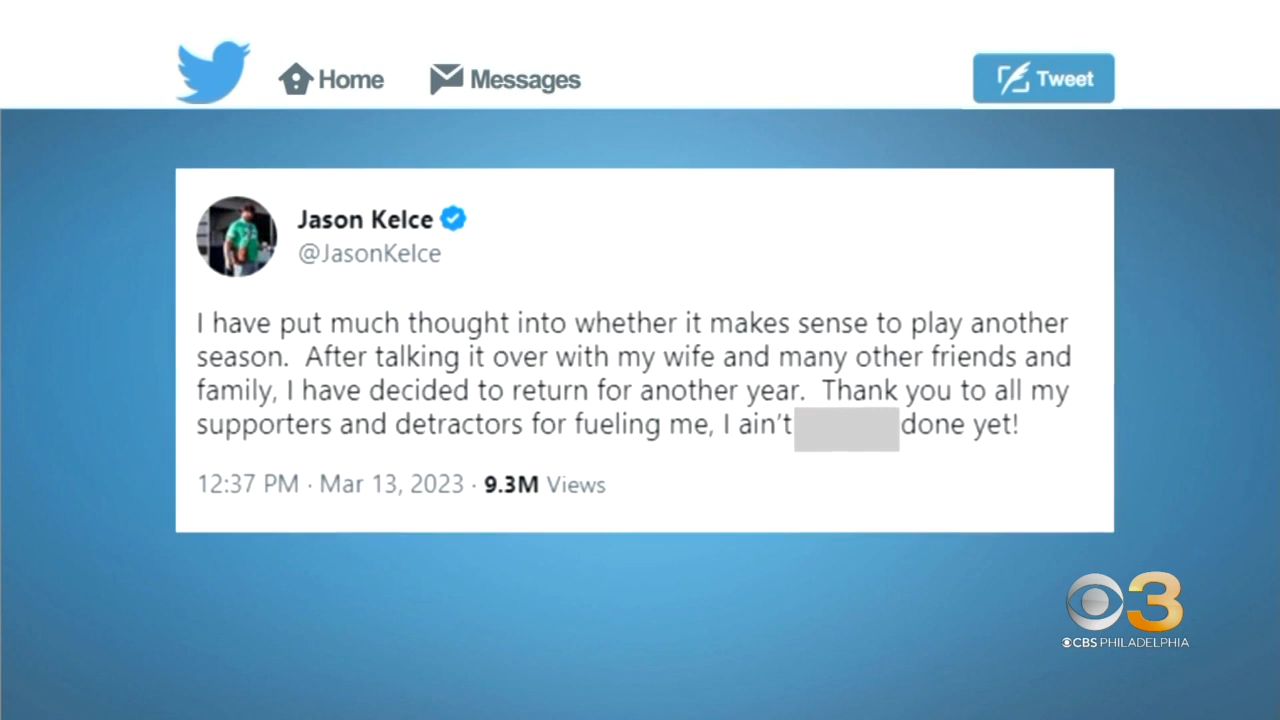 Home Messages Tweet
Jason Kelce
@JasonKelce
I have put much thought into whether it makes sense to play another
season.  After talking it over with my wife and many other friends and
family, I have decided to return for another year.  Thank you to all my
supporters and detractors for fueling me, I ain’t done yet!
12:37 PM · Mar 13, 2023 · 9.3M Views
3
CBS PHILADELPHIA